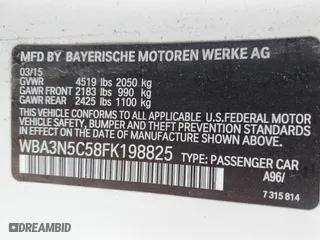 MFD BY BAYERISCHE MOTOREN WERKE AG
03/15
GVWR 4519 lbs 2050 kg
GAWR FRONT 2183 lbs 990 kg
GAWR REAR 2425 lbs 1100 kg
THIS VEHICLE CONFORMS TO ALL APPLICABLE U.S. FEDERAL MOTOR
VEHICLE SAFETY, BUMPER, AND THEFT PREVENTION STANDARDS
IN EFFECT ON THE DATE OF MANUFACTURE SHOWN ABOVE.
WBA3N5C58FK198825 TYPE: PASSENGER CAR
A96/
7 315 814
AUTOHELPERBOT.COM